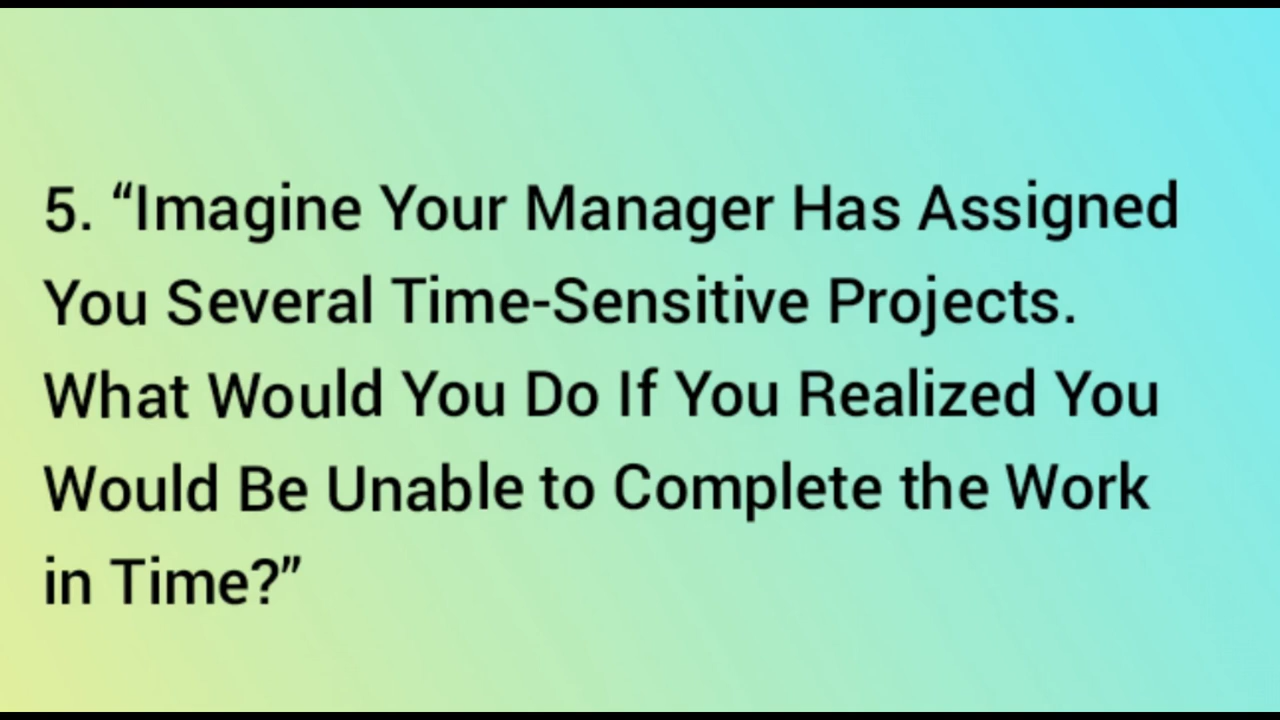 5. “Imagine Your Manager Has Assigned
You Several Time-Sensitive Projects.
What Would You Do If You Realized You
Would Be Unable to Complete the Work
in Time?”